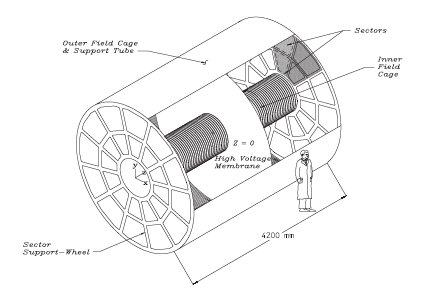 Outer Field Cage
& Support Tube
Sectors
Inner
Field
Cage
Z = 0
High Voltage
Membrane
y
z
x
Sector
Support-Wheel
4200 mm